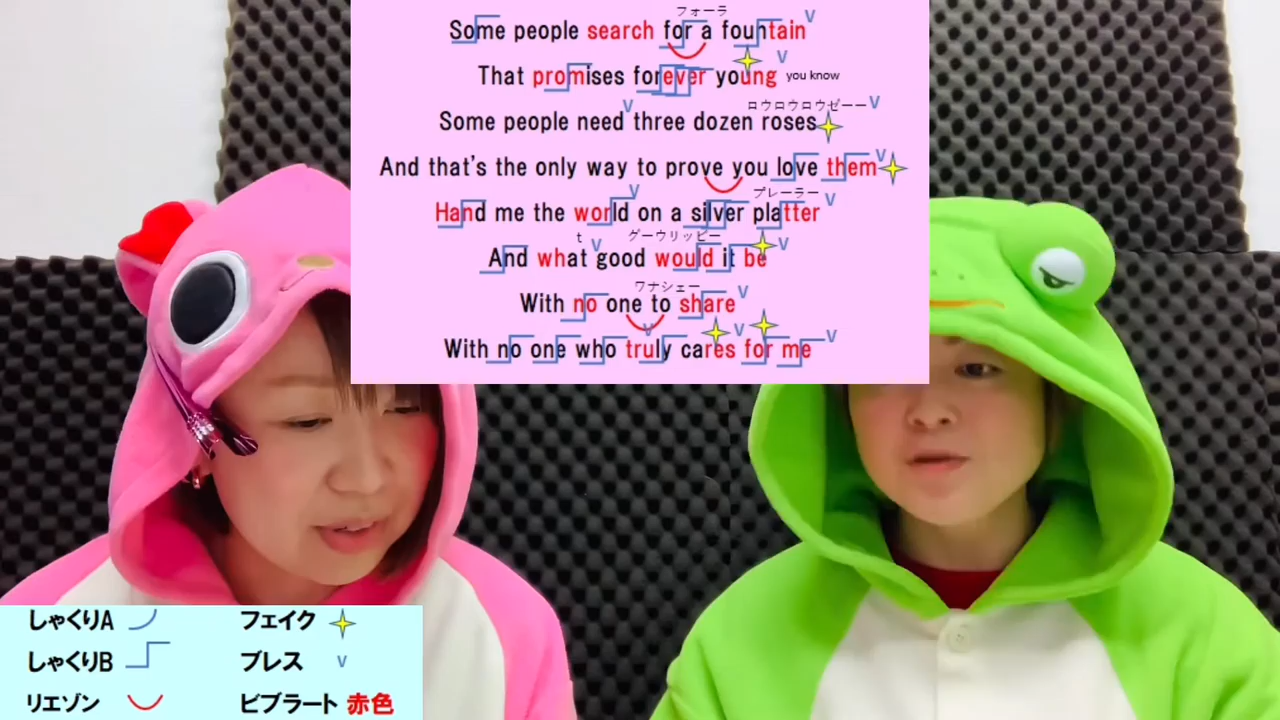 フォーラ
Some people search for a fountain v
That promises forever young v you know
ロウロウロウゼーー v
Some people need v three dozen roses
And that's the only way to prove you love them v
プレーラー
Hand me the world v on a silver platter v
t グーウリッビー
And what v good would it be v
ワナシェー
With no one to share v
With no one who v truly cares v for me v
しゃくりA フェイク
しゃくりB ブレス v
リエゾン ビブラート 赤色